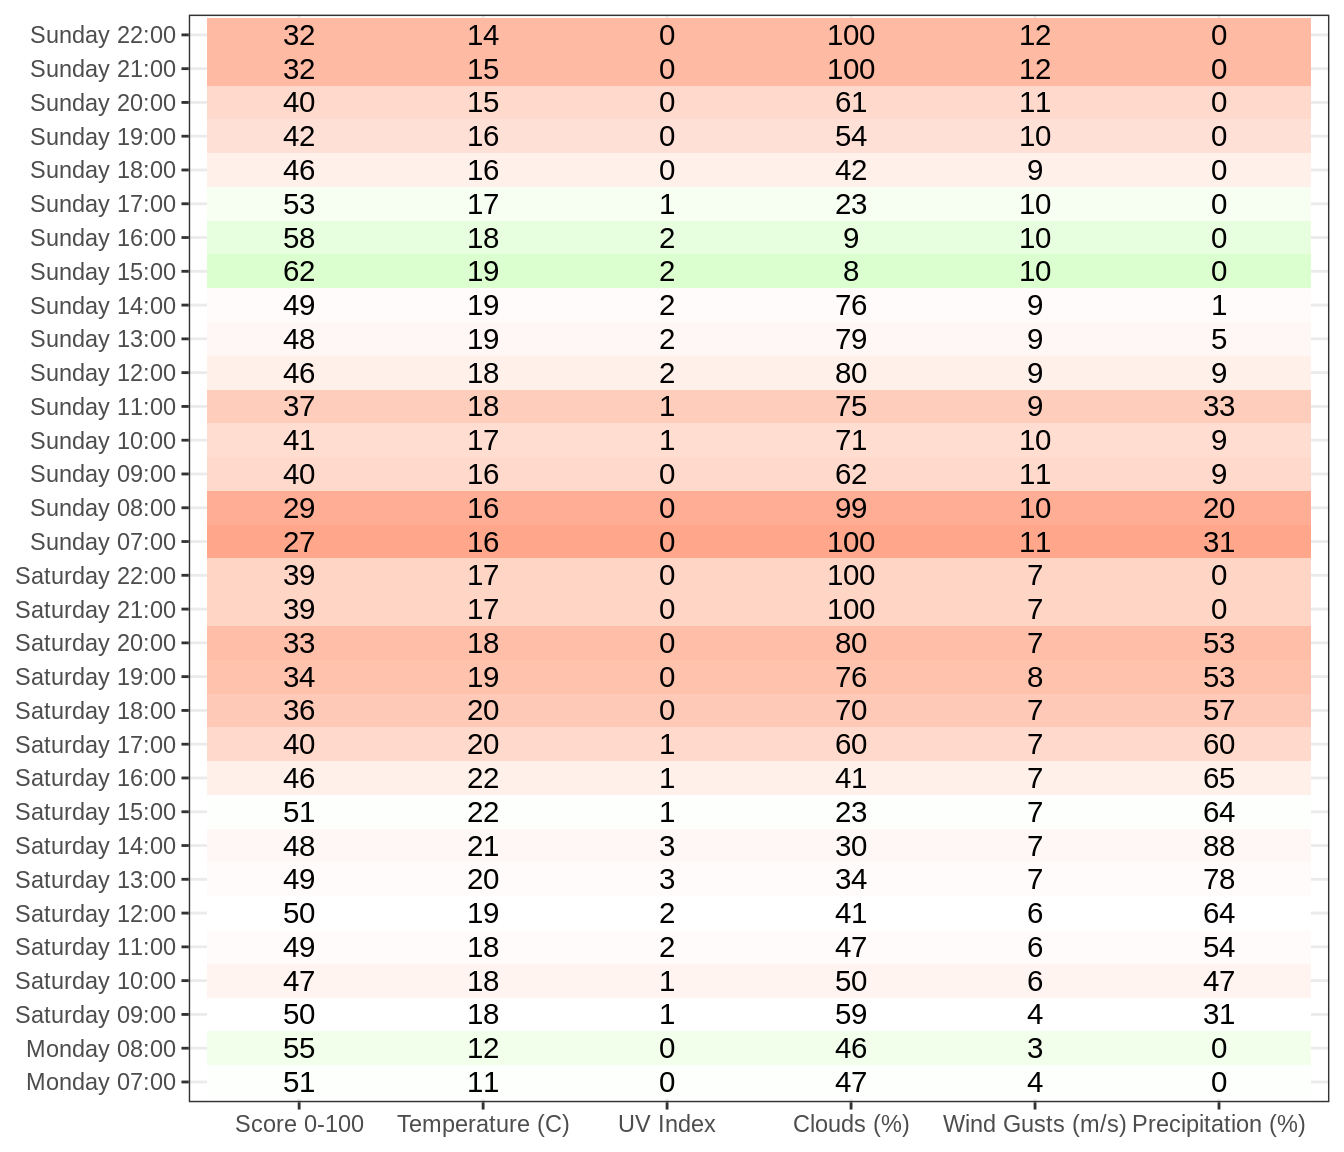 Sunday 22:00 32 14 0 100 12 0
Sunday 21:00 32 15 0 100 12 0
Sunday 20:00 40 15 0 61 11 0
Sunday 19:00 42 16 0 54 10 0
Sunday 18:00 46 16 0 42 9 0
Sunday 17:00 53 17 1 23 10 0
Sunday 16:00 58 18 2 9 10 0
Sunday 15:00 62 19 2 8 10 0
Sunday 14:00 49 19 2 76 9 1
Sunday 13:00 48 19 2 79 9 5
Sunday 12:00 46 18 2 80 9 9
Sunday 11:00 37 18 1 75 9 33
Sunday 10:00 41 17 1 71 10 9
Sunday 09:00 40 16 0 62 11 9
Sunday 08:00 29 16 0 99 10 20
Sunday 07:00 27 16 0 100 11 31
Saturday 22:00 39 17 0 100 7 0
Saturday 21:00 39 17 0 100 7 0
Saturday 20:00 33 18 0 80 7 53
Saturday 19:00 34 19 0 76 8 53
Saturday 18:00 36 20 0 70 7 57
Saturday 17:00 40 20 1 60 7 60
Saturday 16:00 46 22 1 41 7 65
Saturday 15:00 51 22 1 23 7 64
Saturday 14:00 48 21 3 30 7 88
Saturday 13:00 49 20 3 34 7 78
Saturday 12:00 50 19 2 41 6 64
Saturday 11:00 49 18 2 47 6 54
Saturday 10:00 47 18 1 50 6 47
Saturday 09:00 50 18 1 59 4 31
Monday 08:00 55 12 0 46 3 0
Monday 07:00 51 11 0 47 4 0
Score 0-100 Temperature (C) UV Index Clouds (%) Wind Gusts (m/s) Precipitation (%)